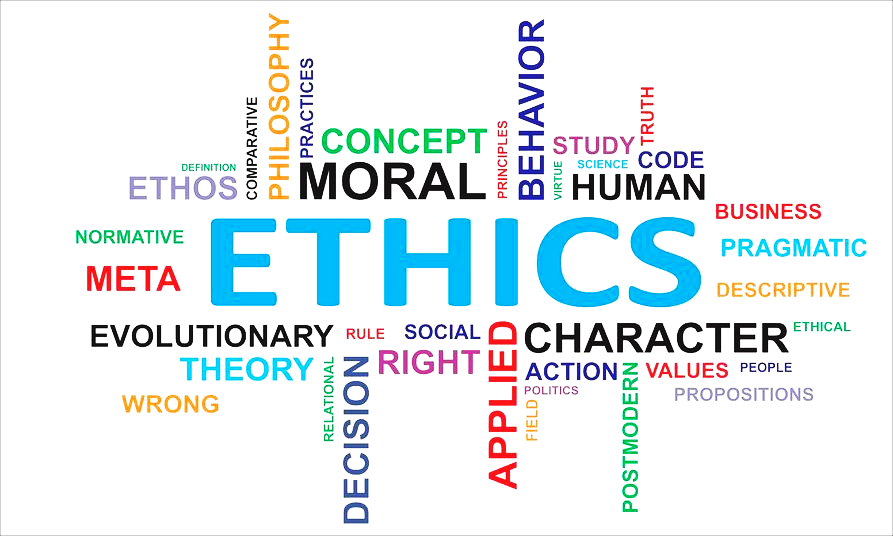 PHILOSOPHY
BEHAVIOR
PRACTICES
COMPARATIVE
CONCEPT
PRINCIPLES
TRUTH
STUDY
DEFINITION
VIRTUE
SCIENCE
CODE
ETHOS
MORAL
HUMAN
BUSINESS
NORMATIVE
ETHICS
PRAGMATIC
META
DESCRIPTIVE
EVOLUTIONARY
RULE
SOCIAL
APPLIED
CHARACTER
ETHICAL
THEORY
RELATIONAL
DECISION
RIGHT
ACTION
POSTMODERN
VALUES
PEOPLE
POLITICS
PROPOSITIONS
WRONG
FIELD